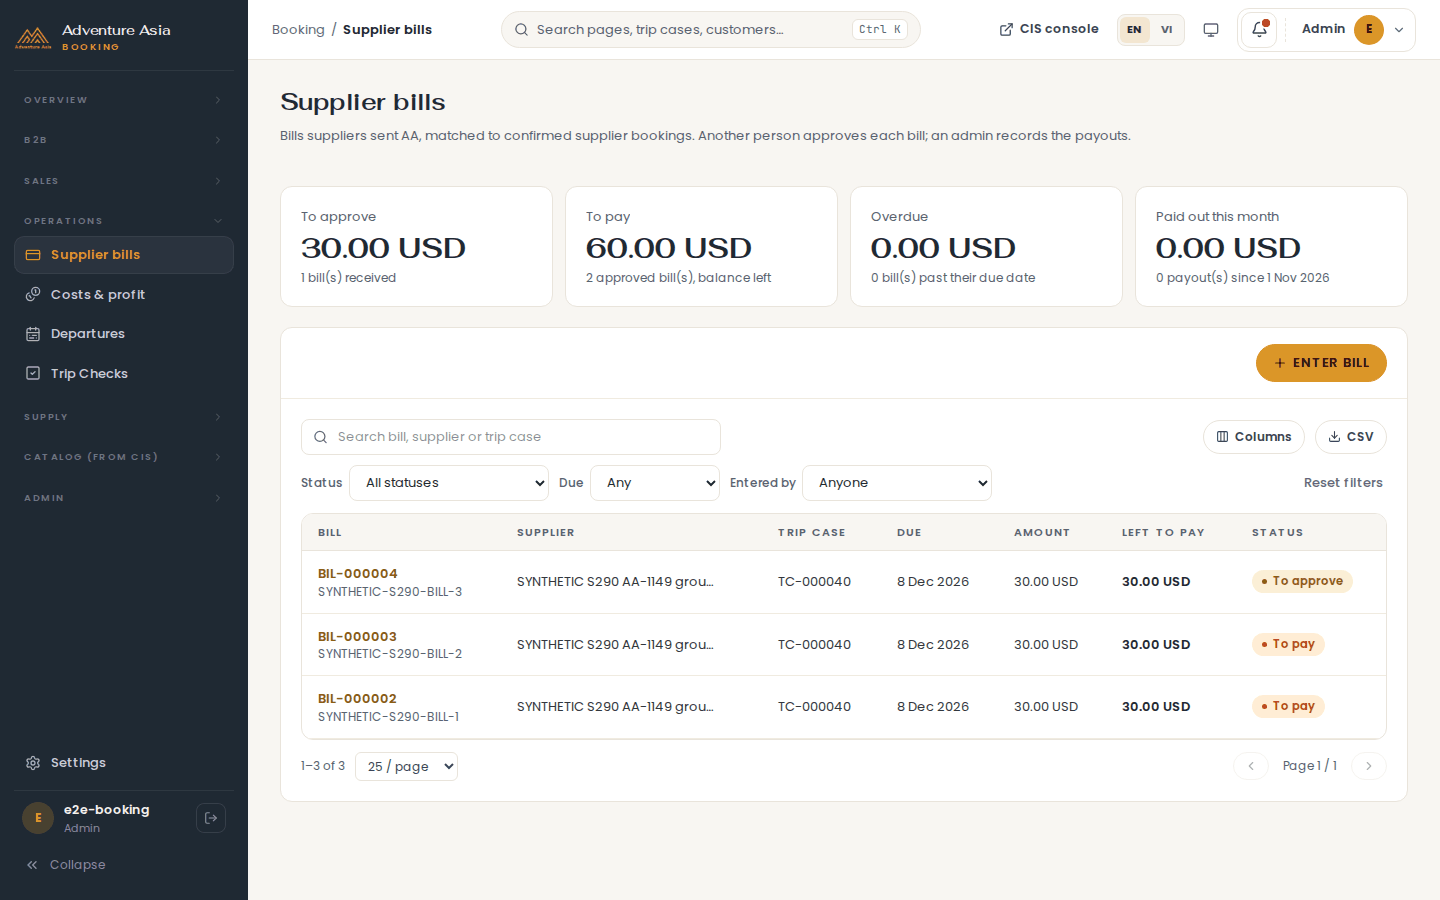 Adventure Asia
BOOKING
Adventure Asia
OVERVIEW
B2B
SALES
OPERATIONS
Supplier bills
Costs & profit
Departures
Trip Checks
SUPPLY
CATALOG (FROM CIS)
ADMIN
Settings
E
e2e-booking
Admin
Collapse
Booking / Supplier bills
Search pages, trip cases, customers...
Ctrl K
CIS console
EN
VI
Admin
E
Supplier bills
Bills suppliers sent AA, matched to confirmed supplier bookings. Another person approves each bill; an admin records the payouts.
To approve
30.00 USD
1 bill(s) received
To pay
60.00 USD
2 approved bill(s), balance left
Overdue
0.00 USD
0 bill(s) past their due date
Paid out this month
0.00 USD
0 payout(s) since 1 Nov 2026
ENTER BILL
Search bill, supplier or trip case
Columns
CSV
Status All statuses Due Any Entered by Anyone Reset filters
BILL SUPPLIER TRIP CASE DUE AMOUNT LEFT TO PAY STATUS
BIL-000004
SYNTHETIC-S290-BILL-3
SYNTHETIC S290 AA-1149 grou... TC-000040 8 Dec 2026 30.00 USD 30.00 USD To approve
BIL-000003
SYNTHETIC-S290-BILL-2
SYNTHETIC S290 AA-1149 grou... TC-000040 8 Dec 2026 30.00 USD 30.00 USD To pay
BIL-000002
SYNTHETIC-S290-BILL-1
SYNTHETIC S290 AA-1149 grou... TC-000040 8 Dec 2026 30.00 USD 30.00 USD To pay
1–3 of 3 25 / page Page 1 / 1